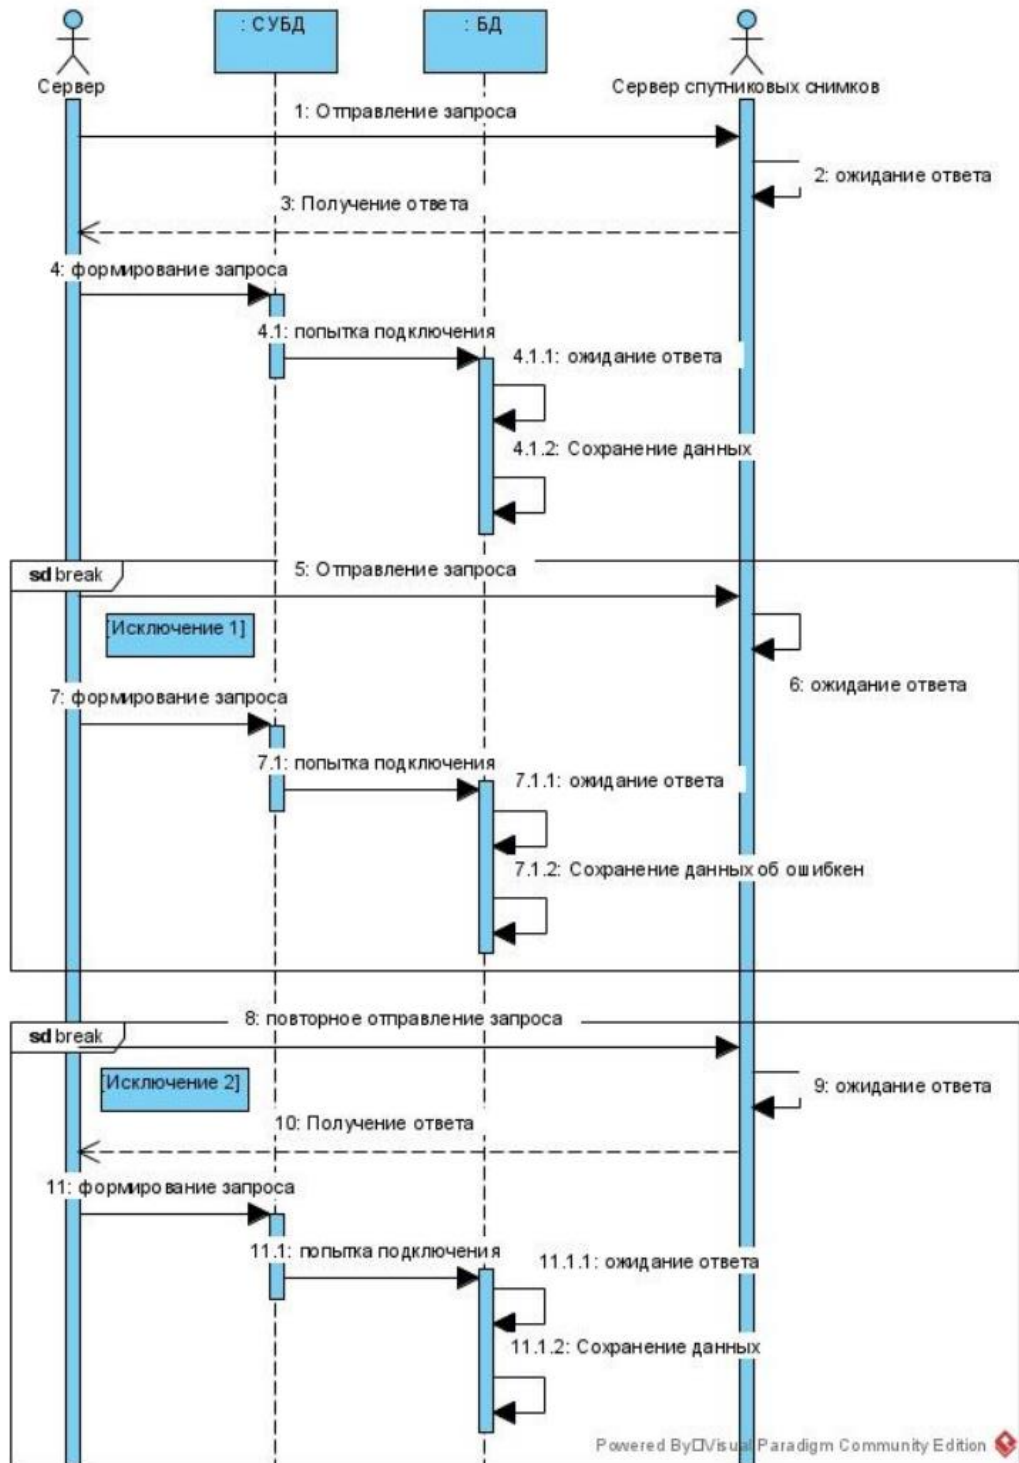 : СУБД
: БД
Сервер
Сервер спутниковых снимков
1: Отправление запроса
2: ожидание ответа
3: Получение ответа
4: формирование запроса
4.1: попытка подключения
4.1.1: ожидание ответа
4.1.2: Сохранение данных
sd break
5: Отправление запроса
[Исключение 1]
6: ожидание ответа
7: формирование запроса
7.1: попытка подключения
7.1.1: ожидание ответа
7.1.2: Сохранение данных об ошибкен
8: повторное отправление запроса
sd break
[Исключение 2]
9: ожидание ответа
10: Получение ответа
11: формирование запроса
11.1: попытка подключения
11.1.1: ожидание ответа
11.1.2: Сохранение данных
Powered By□Visual Paradigm Community Edition